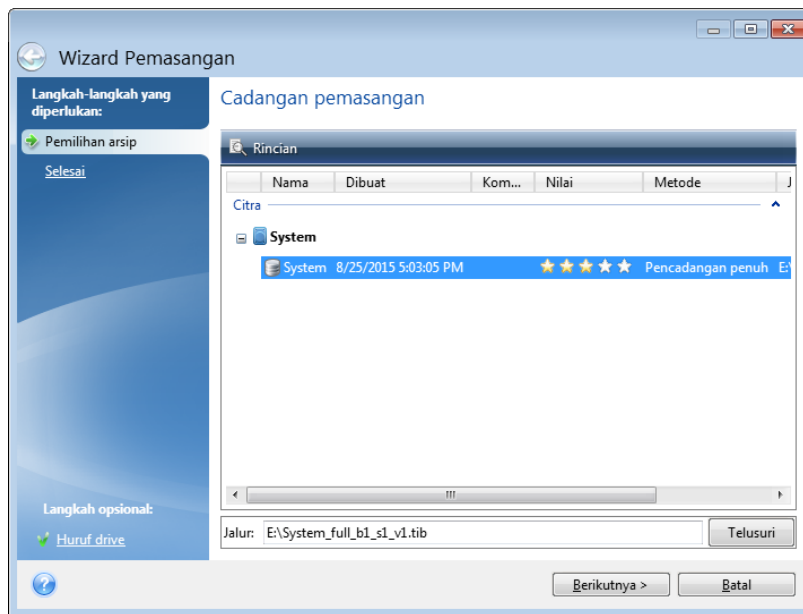 Wizard Pemasangan
Langkah-langkah yang
diperlukan:
Pemilihan arsip
Selesai
Langkah opsional:
Huruf drive
Cadangan pemasangan
Rincian
Nama Dibuat Kom... Nilai Metode J
Citra
System
System 8/25/2015 5:03:05 PM Pencadangan penuh E:\
Jalur: E:\System_full_b1_s1_v1.tib Telusuri
Berikutnya > Batal